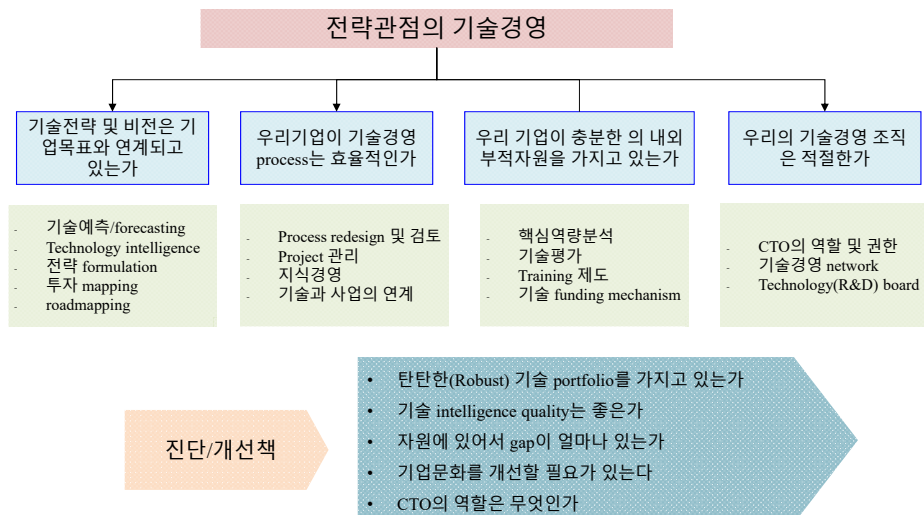 전략관점의 기술경영
기술전략 및 비전은 기
업목표와 연계되고
있는가
우리기업이 기술경영
process는 효율적인가
우리 기업이 충분한 의 내외
부적자원을 가지고 있는가
우리의 기술경영 조직
은 적절한가
- 기술예측/forecasting
- Technology intelligence
- 전략 formulation
- 투자 mapping
- roadmapping
- Process redesign 및 검토
- Project 관리
- 지식경영
- 기술과 사업의 연계
- 핵심역량분석
- 기술평가
- Training 제도
- 기술 funding mechanism
- CTO의 역할 및 권한
- 기술경영 network
- Technology(R&D) board
진단/개선책
• 탄탄한(Robust) 기술 portfolio를 가지고 있는가
• 기술 intelligence quality는 좋은가
• 자원에 있어서 gap이 얼마나 있는가
• 기업문화를 개선할 필요가 있는다
• CTO의 역할은 무엇인가